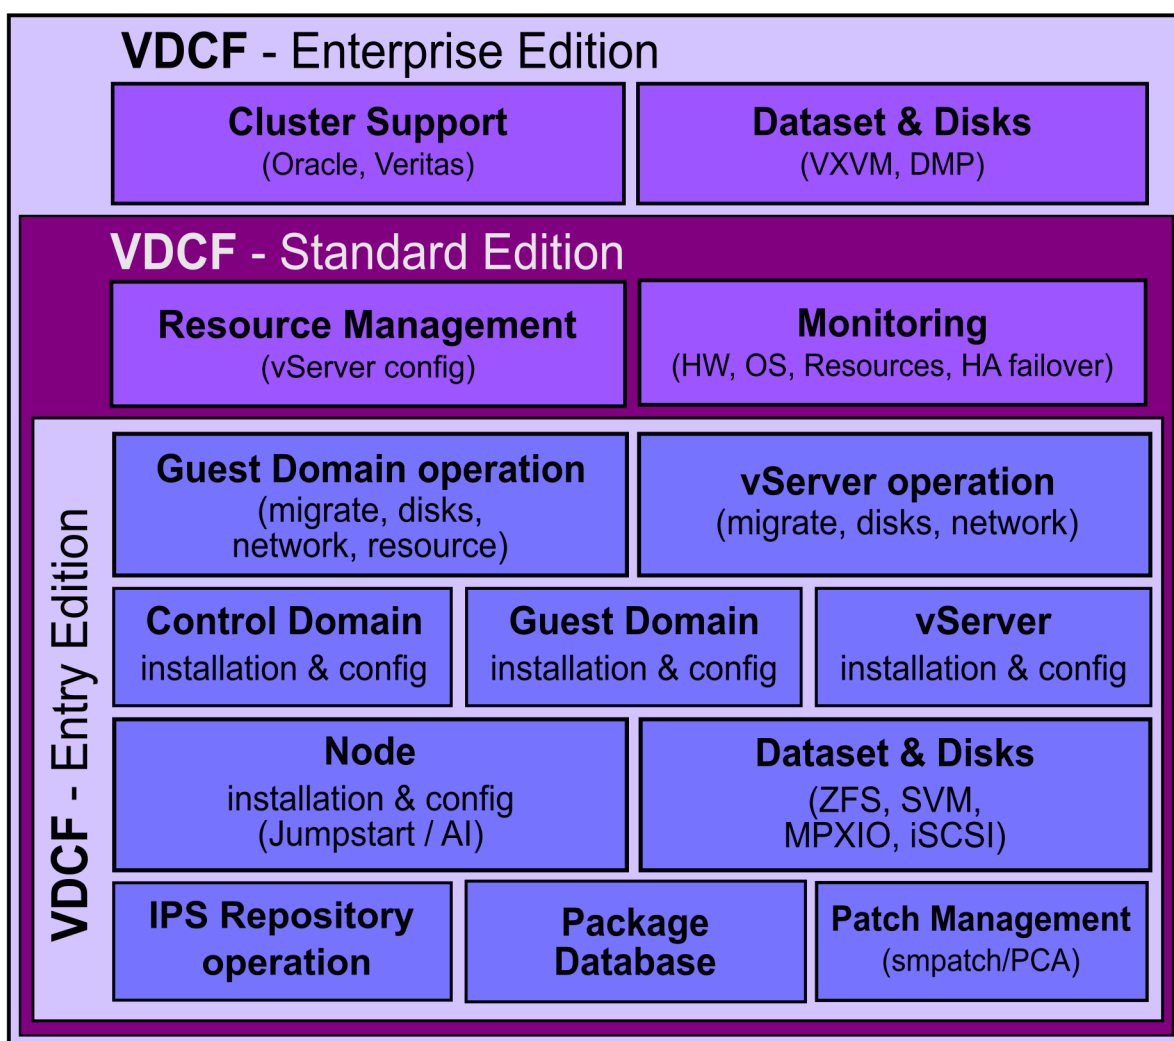 VDCF - Enterprise Edition
Cluster Support
(Oracle, Veritas)
Dataset & Disks
(VXVM, DMP)
VDCF - Standard Edition
Resource Management
(vServer config)
Monitoring
(HW, OS, Resources, HA failover)
VDCF - Entry Edition
Guest Domain operation
(migrate, disks,
network, resource)
vServer operation
(migrate, disks, network)
Control Domain
installation & config
Guest Domain
installation & config
vServer
installation & config
Node
installation & config
(Jumpstart / AI)
Dataset & Disks
(ZFS, SVM,
MPXIO, iSCSI)
IPS Repository
operation
Package
Database
Patch Management
(smpatch/PCA)